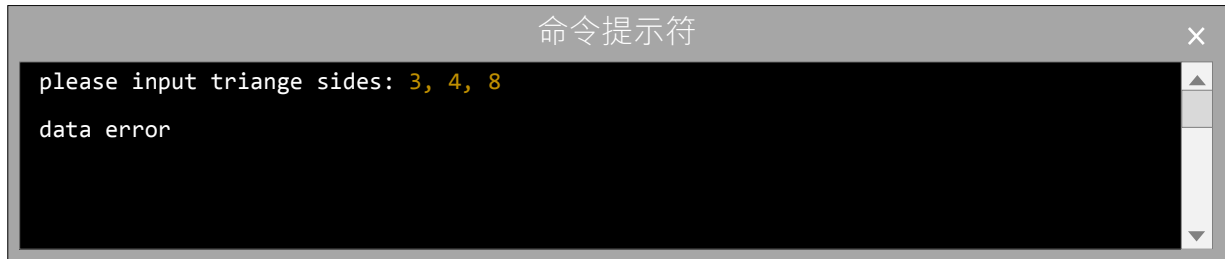 命令提示符
please input triange sides: 3, 4, 8
data error